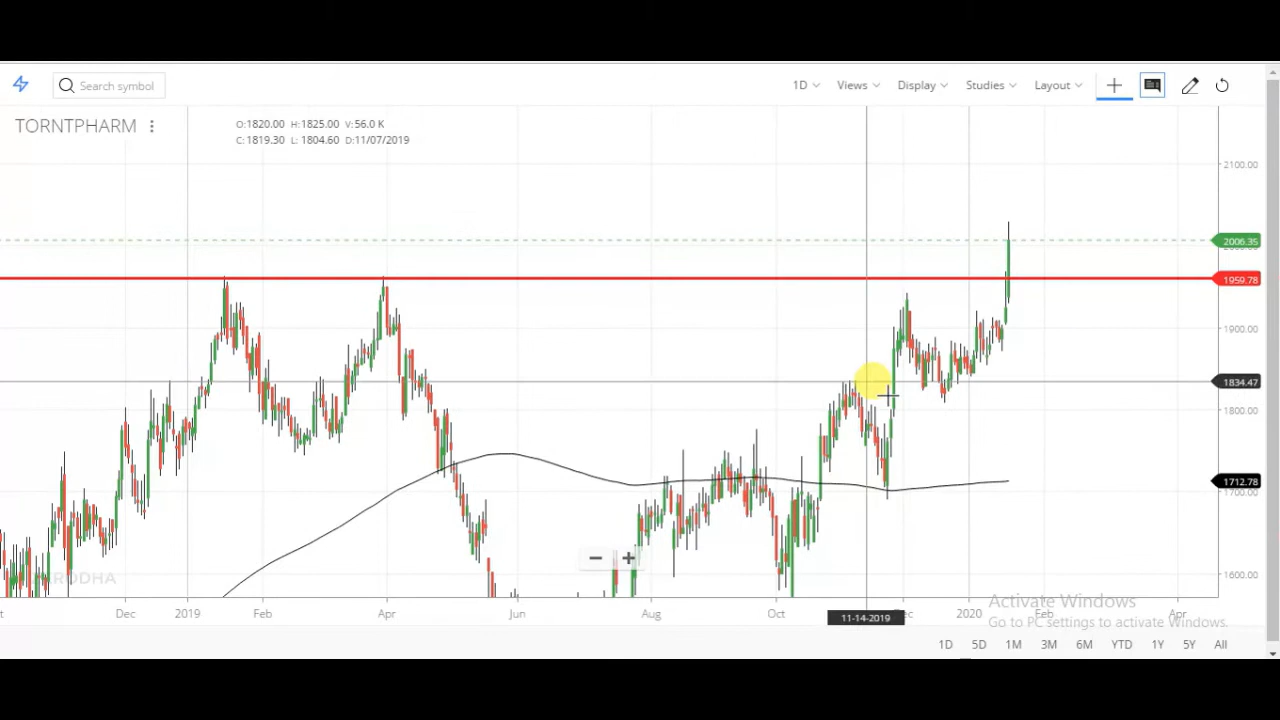 Search symbol 1D Views Display Studies Layout
TORNTPHARM O:1820.00 H:1825.00 V:56.0 K
C:1819.30 L: 1804.60 D:11/07/2019
2100.00
2006.35
1959.78
1900.00
1834.47
1800.00
1712.78
1700.00
1600.00
RODHA
Dec 2019 Feb Apr Jun Aug Oct 2020 Feb Apr
11-14-2019
Activate Windows
Go to PC settings to activate Windows.
1D 5D 1M 3M 6M YTD 1Y 5Y All